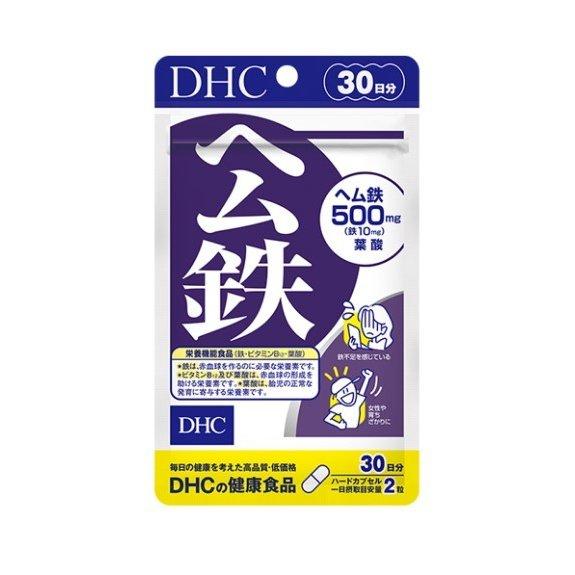 DHC
30日分
ヘム鉄
ヘム鉄
500mg
(鉄10mg)
葉酸
栄養機能食品(鉄・ビタミンB12・葉酸)
●鉄は、赤血球を作るのに必要な栄養素です。
●ビタミンB12及び葉酸は、赤血球の形成を
助ける栄養素です。●葉酸は、胎児の正常な
発育に寄与する栄養素です。
鉄不足を感じている
女性や
育ち
ざかりに
DHC
毎日の健康を考えた高品質・低価格
DHCの健康食品
30日分
ハードカプセル
一日摂取目安量2粒